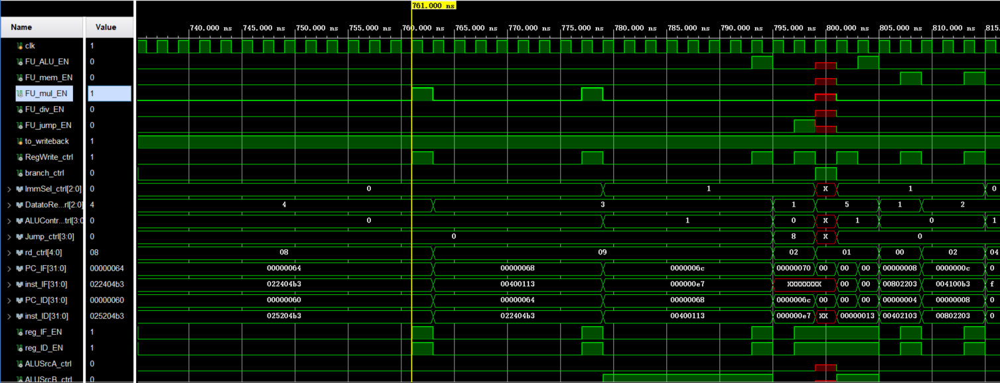 761.000 ns
Name Value
740.000 ns 745.000 ns 750.000 ns 755.000 ns 760.000 ns 765.000 ns 770.000 ns 775.000 ns 780.000 ns 785.000 ns 790.000 ns 795.000 ns 800.000 ns 805.000 ns 810.000 ns 815.
clk 1
FU_ALU_EN 0
FU_mem_EN 0
FU_mul_EN 1
FU_div_EN 0
FU_jump_EN 0
to_writeback 1
RegWrite_ctrl 1
branch_ctrl 0
ImmSel_ctrl[2:0] 0 0 1 X 1 0
DatatoRe...rl[2:0] 4 4 3 1 5 1 2
ALUContr...trl[3:0 0 0 1 0 X 1 0 1
Jump_ctrl[3:0] 0 0 8 X 0
rd_ctrl[4:0] 08 08 09 02 01 00 02 04
PC_IF[31:0] 00000064 00000064 00000068 0000006c 00000070 00 00 00 00000008 0000000c 0
inst_IF[31:0] 022404b3 022404b3 00400113 000000e7 XXXXXXXX 00 00 00802203 004100b3 f
PC_ID[31:0] 00000060 00000060 00000064 00000068 0000006c 00 00 00 00000004 00000008 0
inst_ID[31:0] 025204b3 025204b3 022404b3 00400113 000000e7 XX 00000013 00402103 00802203 0
reg_IF_EN 1
reg_ID_EN 1
ALUSrcA_ctrl 0
ALUSrcB_ctrl 0